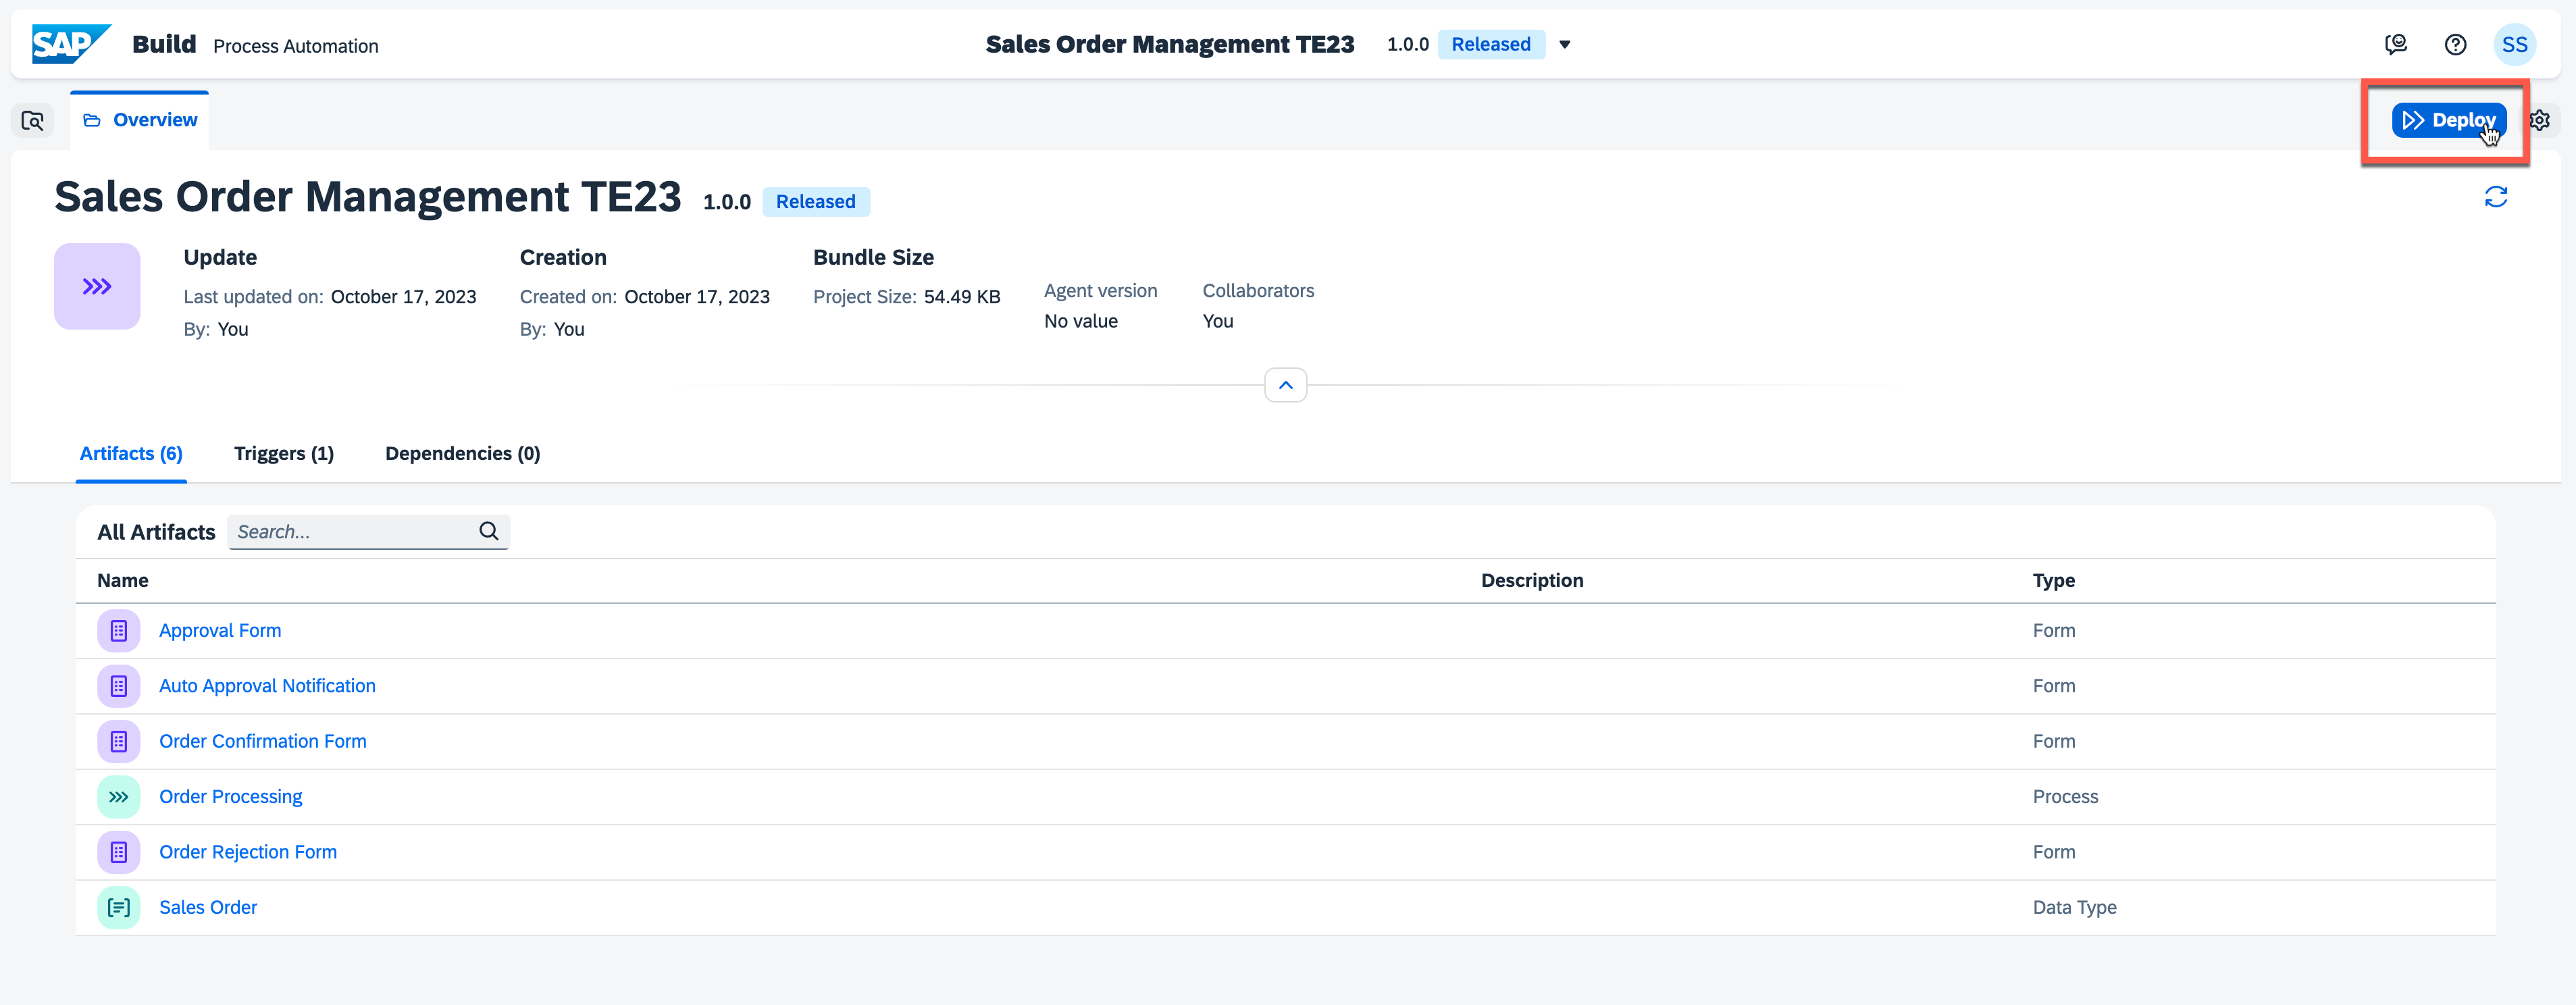 SAP Build Process Automation
Sales Order Management TE23 1.0.0 Released
SS
Overview
Deploy
Sales Order Management TE23 1.0.0 Released
Update
Last updated on: October 17, 2023
By: You
Creation
Created on: October 17, 2023
By: You
Bundle Size
Project Size: 54.49 KB
Agent version
No value
Collaborators
You
Artifacts (6) Triggers (1) Dependencies (0)
All Artifacts Search...
Name Description Type
Approval Form Form
Auto Approval Notification Form
Order Confirmation Form Form
Order Processing Process
Order Rejection Form Form
Sales Order Data Type